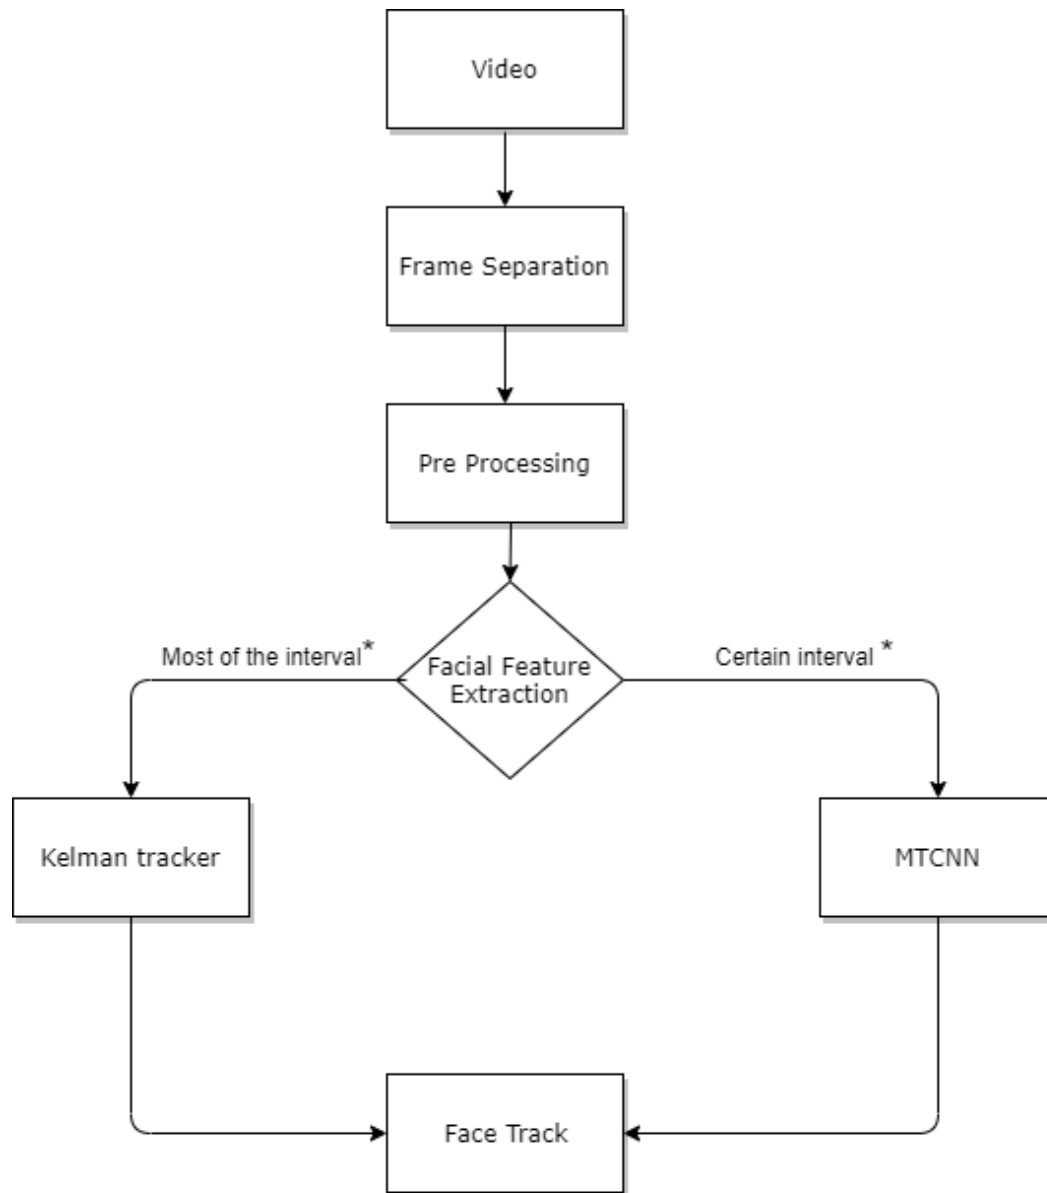 Video
Frame Separation
Pre Processing
Most of the interval*
Facial Feature
Extraction
Certain interval *
Kelman tracker
MTCNN
Face Track